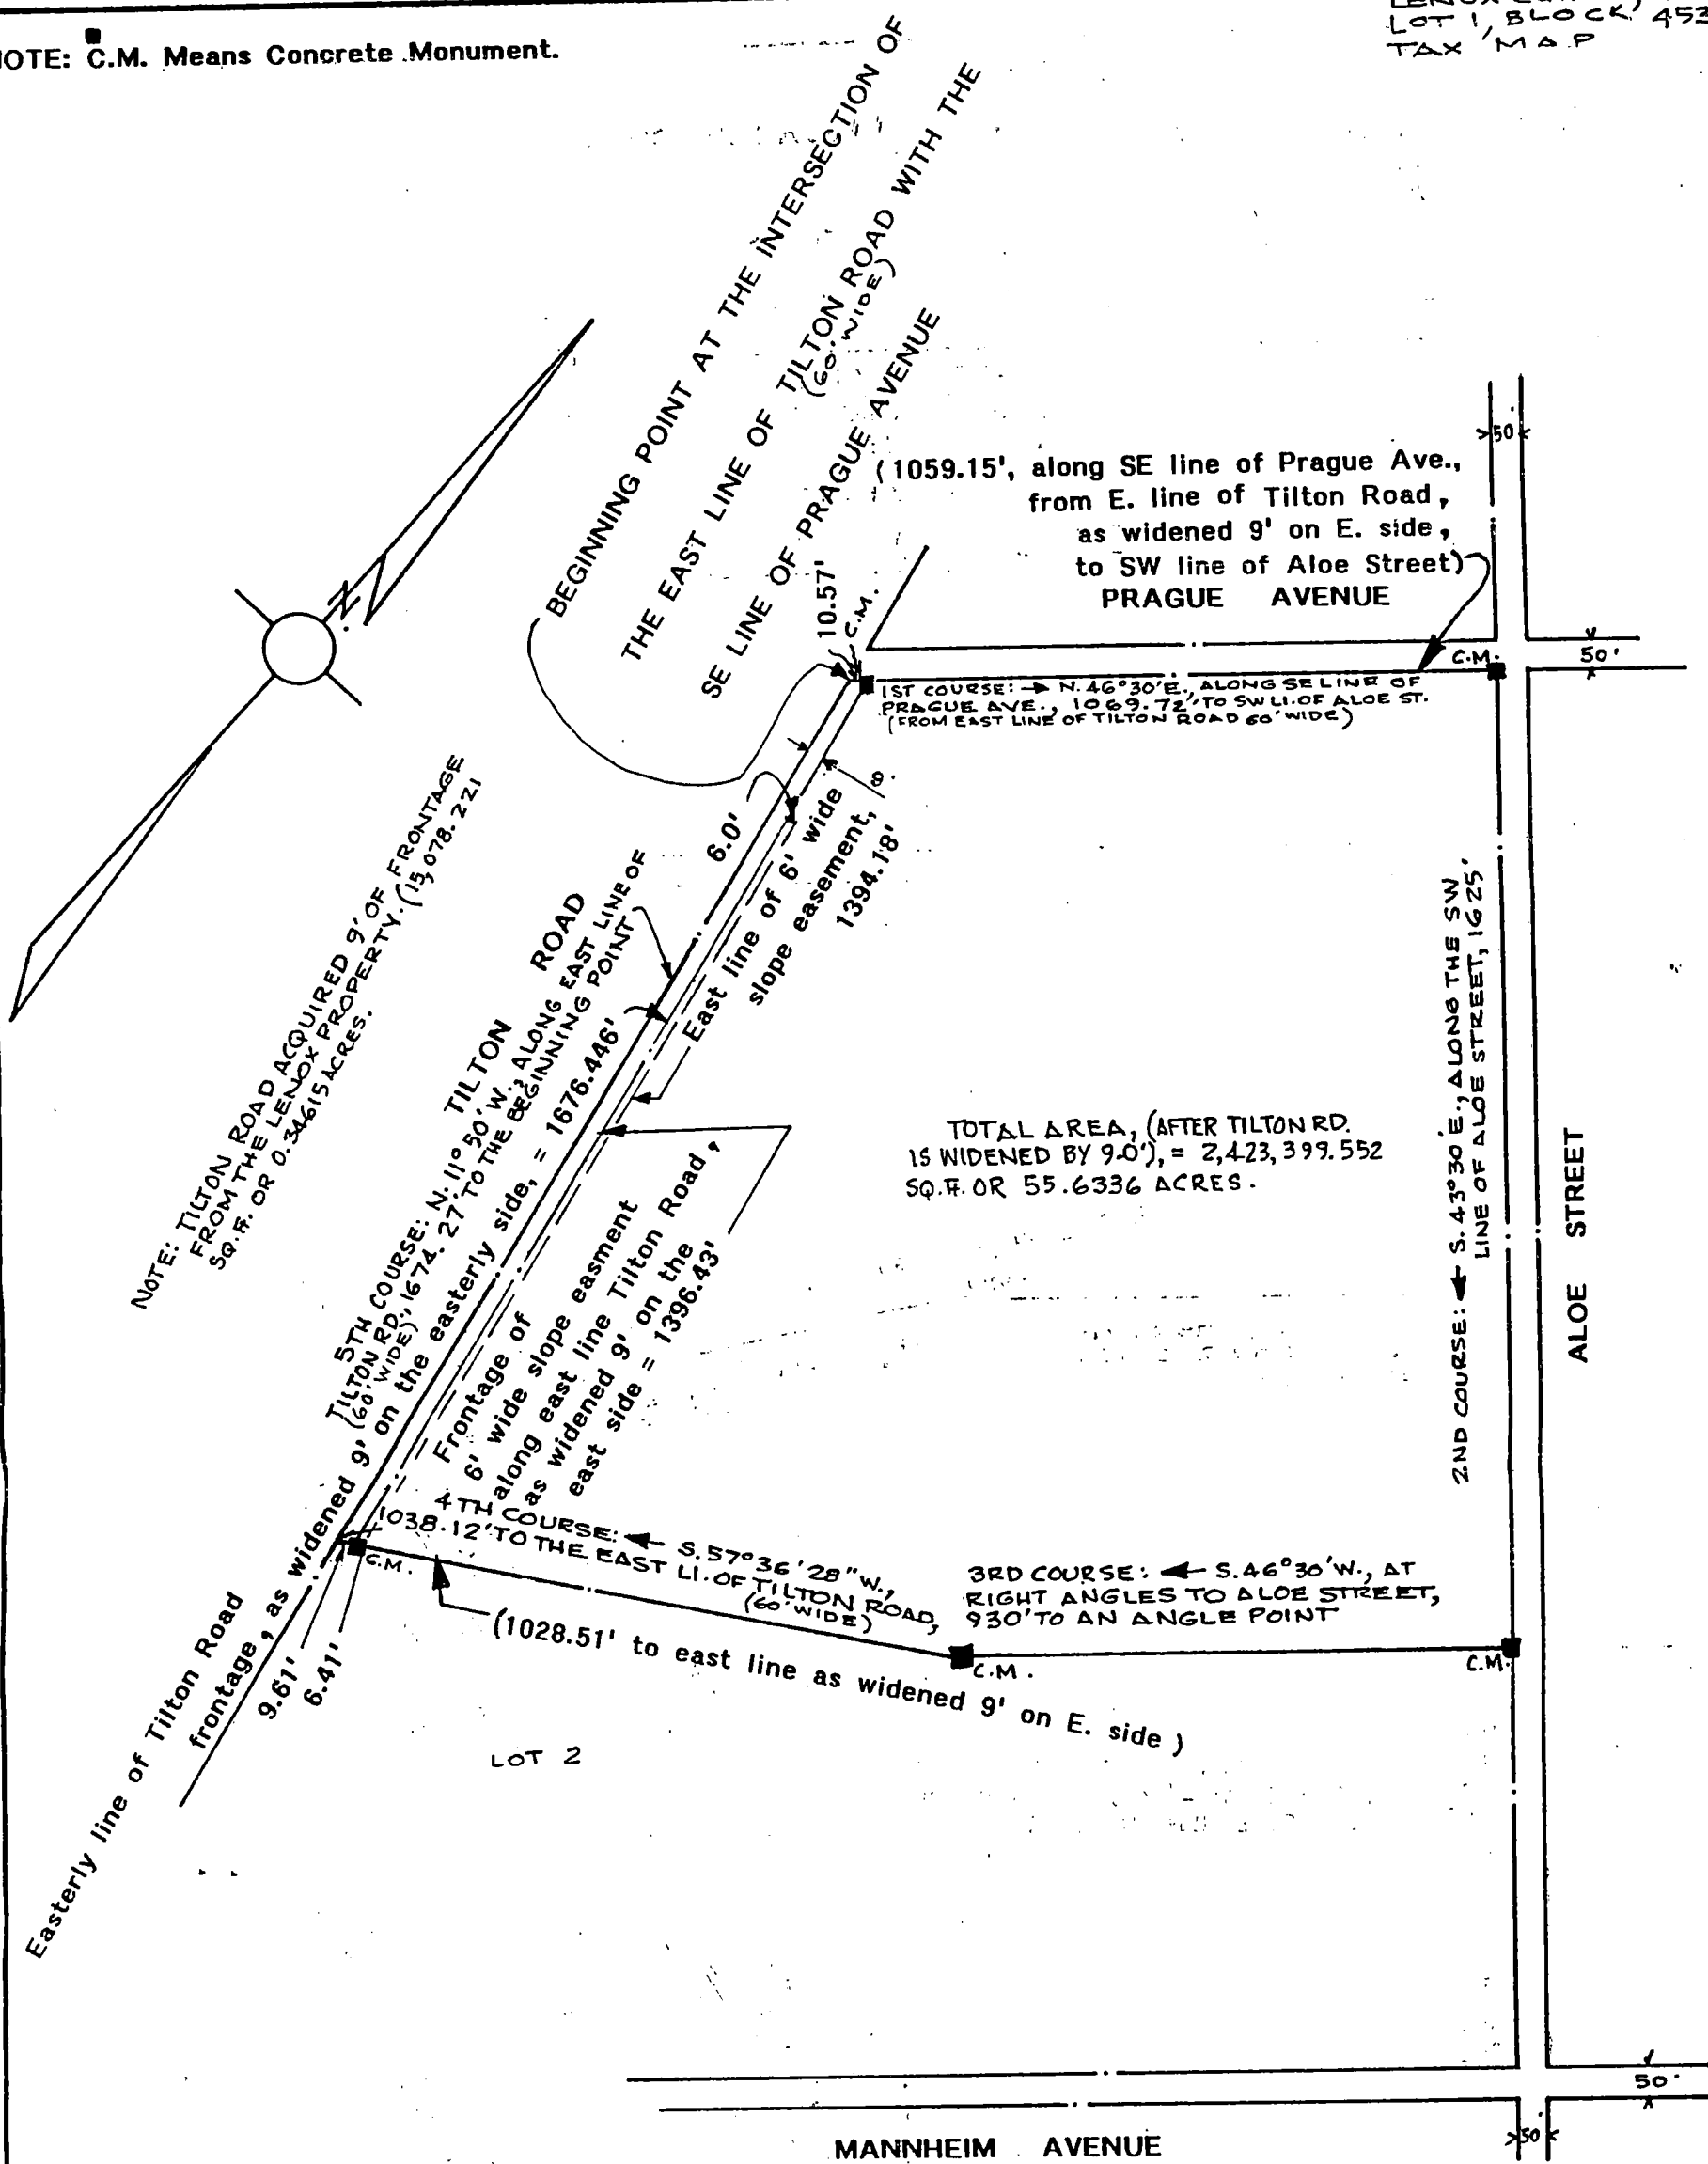 LOT 1, BLOCK 453
TAX MAP
NOTE: C.M. Means Concrete Monument.
BEGINNING POINT AT THE INTERSECTION OF
THE EAST LINE OF TILTON ROAD WITH THE
(60' WIDE)
SE LINE OF PRAGUE AVENUE
50'
(1059.15', along SE line of Prague Ave.,
from E. line of Tilton Road,
as widened 9' on E. side,
to SW line of Aloe Street)
PRAGUE AVENUE
N.
10.57'
C.M.
C.M.
50'
1ST COURSE: → N. 46°30'E., ALONG SE LINE OF
PRAGUE AVE., 1069.72' TO SW LI. OF ALOE ST.
(FROM EAST LINE OF TILTON ROAD 60' WIDE)
NOTE: TILTON ROAD ACQUIRED 9' OF FRONTAGE
FROM THE LENOX PROPERTY. (15,078.221
SQ. FT. OR 0.34615 ACRES.
6.0'
East line of 6' wide
slope easement,
1394.18'
TILTON ROAD
5TH COURSE: N. 11°50'W., ALONG EAST LINE OF
TILTON RD., 1674.27' TO THE BEGINNING POINT
(60' WIDE)
Easterly line of Tilton Road
frontage, as widened 9' on the easterly side, = 1676.446'
Frontage of
6' wide slope easment
along east line Tilton Road,
as widened 9' on the
east side = 1396.43'
TOTAL AREA, (AFTER TILTON RD.
IS WIDENED BY 9.0'), = 2,423,399.552
SQ. FT. OR 55.6336 ACRES.
2ND COURSE: ← S. 43°30'E., ALONG THE SW
LINE OF ALOE STREET, 1625'
ALOE STREET
4TH COURSE: ← S. 57°36'28"W.,
1038.12' TO THE EAST LI. OF TILTON ROAD,
(60' WIDE)
3RD COURSE: ← S. 46°30'W., AT
RIGHT ANGLES TO ALOE STREET,
930' TO AN ANGLE POINT
C.M.
(1028.51' to east line as widened 9' on E. side)
C.M.
C.M.
9.61'
6.41'
LOT 2
50'
MANNHEIM AVENUE
50'